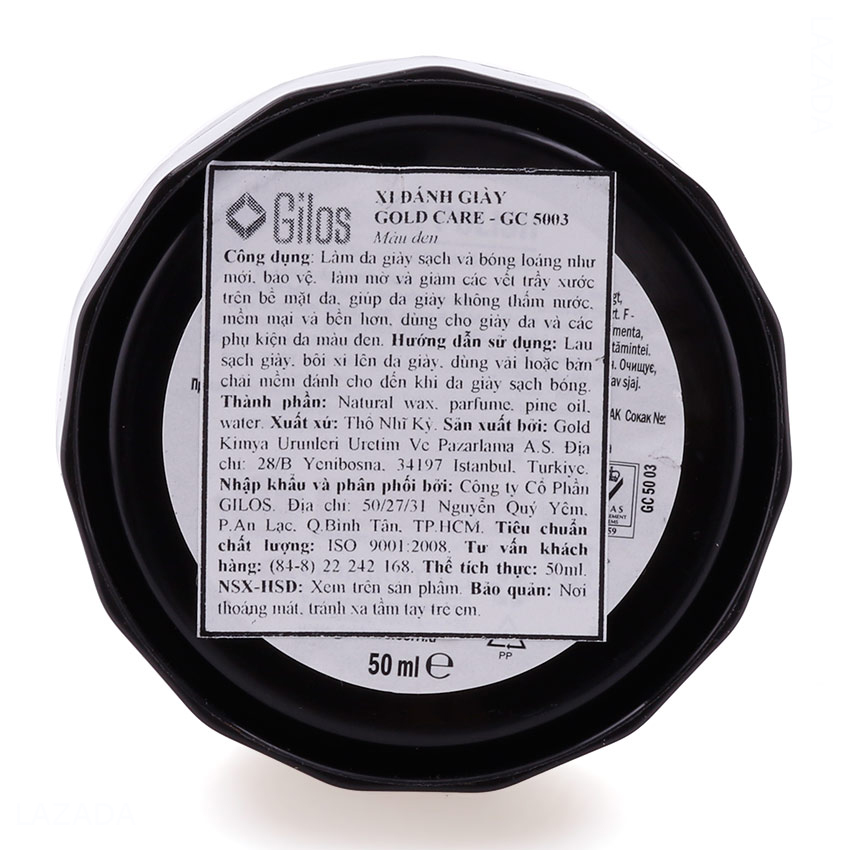 Gilos
XI ĐÁNH GIÀY
GOLD CARE - GC 5003
Màu đen
Công dụng: Làm da giày sạch và bóng loáng như
mới, bảo vệ, làm mờ và giảm các vết trầy xước
trên bề mặt da, giúp da giày không thấm nước,
mềm mại và bền hơn, dùng cho giày da và các
phụ kiện da màu đen. Hướng dẫn sử dụng: Lau
sạch giày, bôi xi lên da giày, dùng vải hoặc bàn
chải mềm đánh cho đến khi da giày sạch bóng.
Thành phần: Natural wax, parfume, pine oil,
water. Xuất xứ: Thổ Nhĩ Kỳ. Sản xuất bởi: Gold
Kimya Urunleri Uretim Ve Pazarlama A.S. Địa
chỉ: 28/B Yenibosna, 34197 Istanbul, Turkiye.
Nhập khẩu và phân phối bởi: Công ty Cổ Phần
GILOS. Địa chỉ: 50/27/31 Nguyễn Quý Yêm,
P.An Lạc, Q.Bình Tân, TP.HCM. Tiêu chuẩn
chất lượng: ISO 9001:2008. Tư vấn khách
hàng: (84-8) 22 242 168. Thể tích thực: 50ml.
NSX-HSD: Xem trên sản phẩm. Bảo quản: Nơi
thoáng mát, tránh xa tầm tay trẻ em.
Очищує,
av sjaj.
AK Cokak №:
GC 50 03
59
PP
50 ml ℮
LAZADA